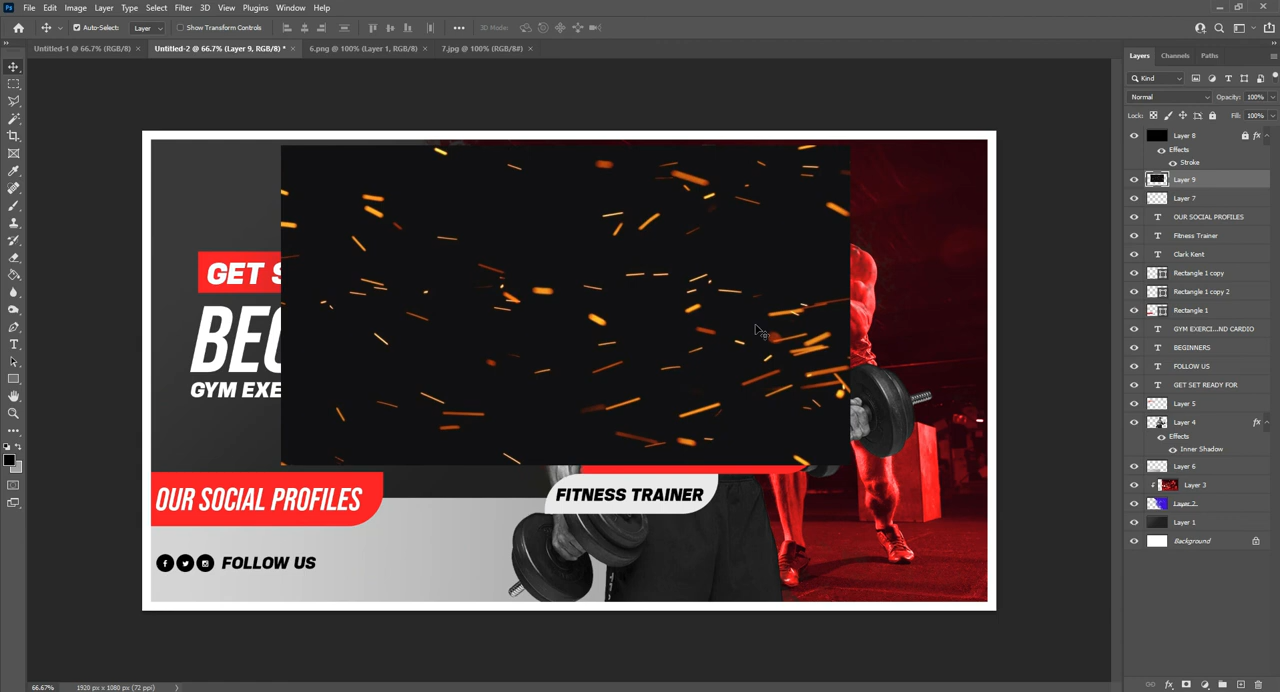 File Edit Image Layer Type Select Filter 3D View Plugins Window Help
Auto-Select: Layer Show Transform Controls 3D Mode:
Untitled-1 @ 66.7% (RGB/8) × Untitled-2 @ 66.7% (Layer 9, RGB/8) * × 6.png @ 100% (Layer 1, RGB/8) × 7.jpg @ 100% (RGB/8#) ×
Layers Channels Paths
Kind
Normal Opacity: 100%
Lock: Fill: 100%
Layer 8 fx
Effects
Stroke
Layer 9
Layer 7
OUR SOCIAL PROFILES
Fitness Trainer
Clark Kent
Rectangle 1 copy
Rectangle 1 copy 2
Rectangle 1
GYM EXERCI...ND CARDIO
BEGINNERS
FOLLOW US
GET SET READY FOR
Layer 5
Layer 4 fx
Effects
Inner Shadow
Layer 6
Layer 3
Layer 2
Layer 1
Background
GET S
BEG
GYM EXE
OUR SOCIAL PROFILES
FITNESS TRAINER
FOLLOW US
66.67% 1920 px x 1080 px (72 ppi)